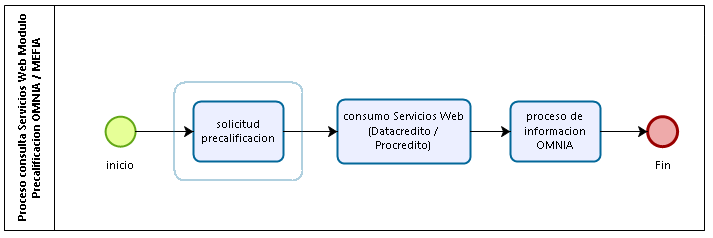 Proceso consulla Servicios Web Modulo
Precalificacion OMNIA / MEFIA
inicio
solicitud
precalificacion
consumo Servicios Web
(Datacredito /
Procredito)
proceso de
informacion
OMNIA
Fin